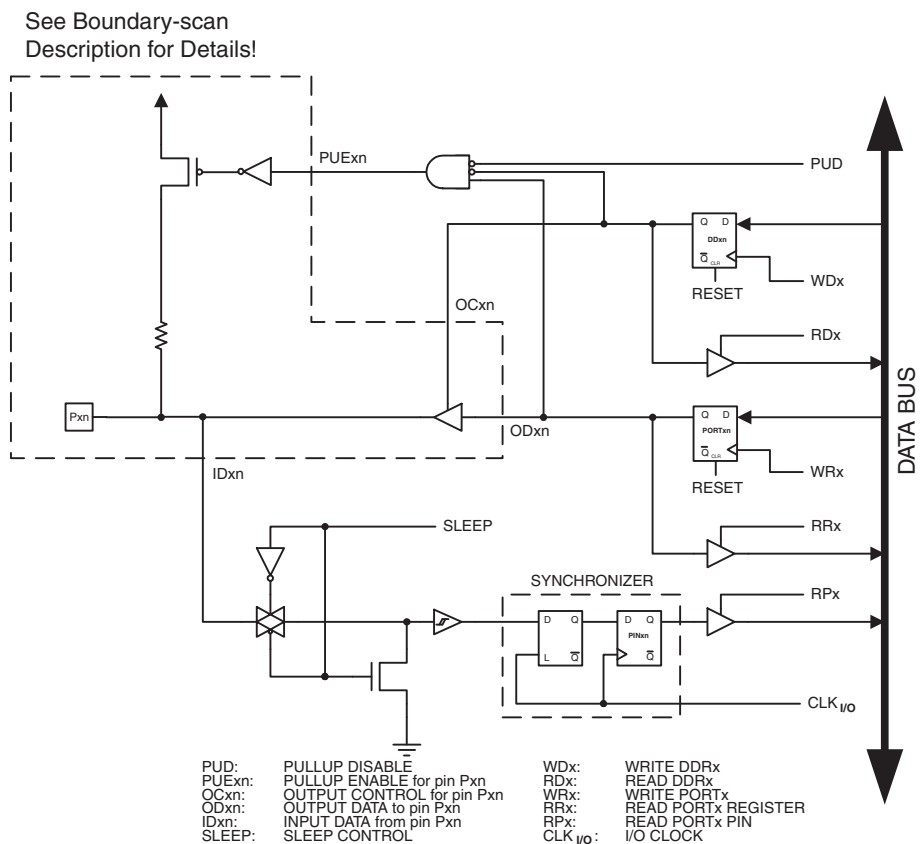 See Boundary-scan
Description for Details!
PUExn
PUD
Q D
DDxn
Q CLR
WDx
RESET
OCxn
RDx
DATA BUS
Pxn
ODxn
Q D
PORTxn
Q CLR
WRx
RESET
IDxn
SLEEP
RRx
SYNCHRONIZER
RPx
D Q
L Q
D Q
PINxn
Q
CLK I/O
PUD: PULLUP DISABLE
PUExn: PULLUP ENABLE for pin Pxn
OCxn: OUTPUT CONTROL for pin Pxn
ODxn: OUTPUT DATA to pin Pxn
IDxn: INPUT DATA from pin Pxn
SLEEP: SLEEP CONTROL
WDx: WRITE DDRx
RDx: READ DDRx
WRx: WRITE PORTx
RRx: READ PORTx REGISTER
RPx: READ PORTx PIN
CLK I/O: I/O CLOCK